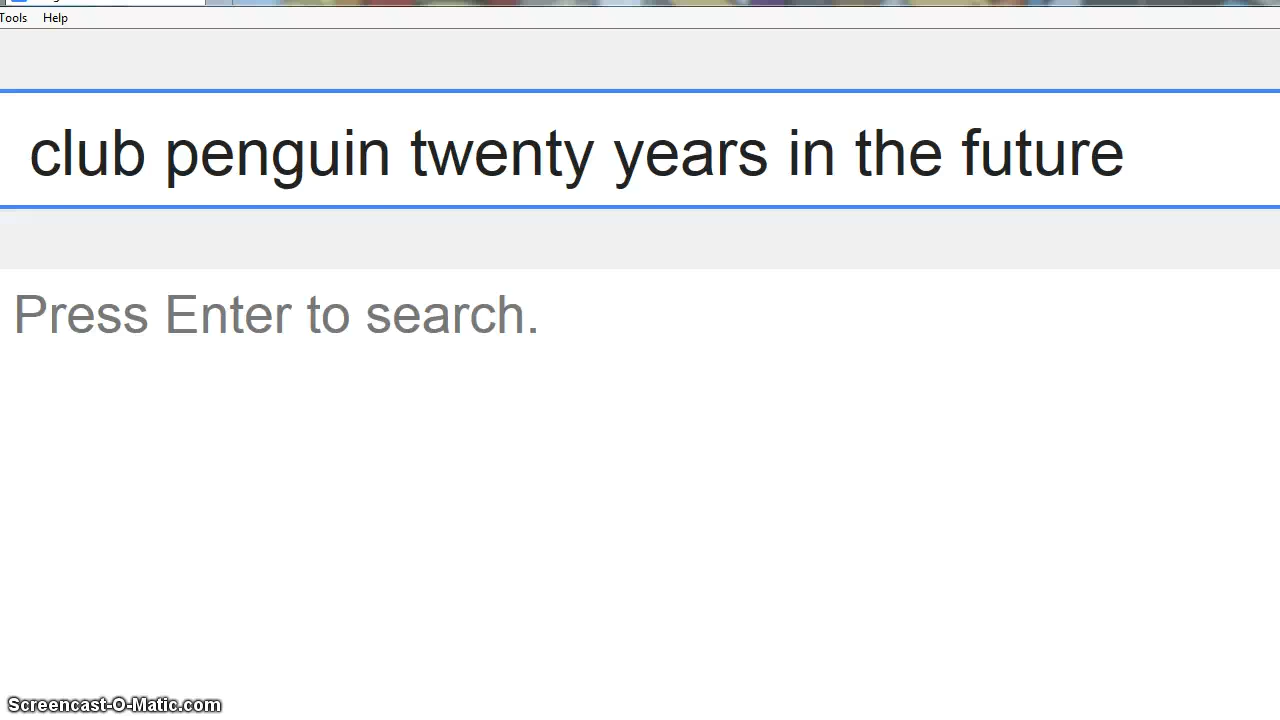 Tools Help
club penguin twenty years in the future
Press Enter to search.
Screencast-O-Matic.com